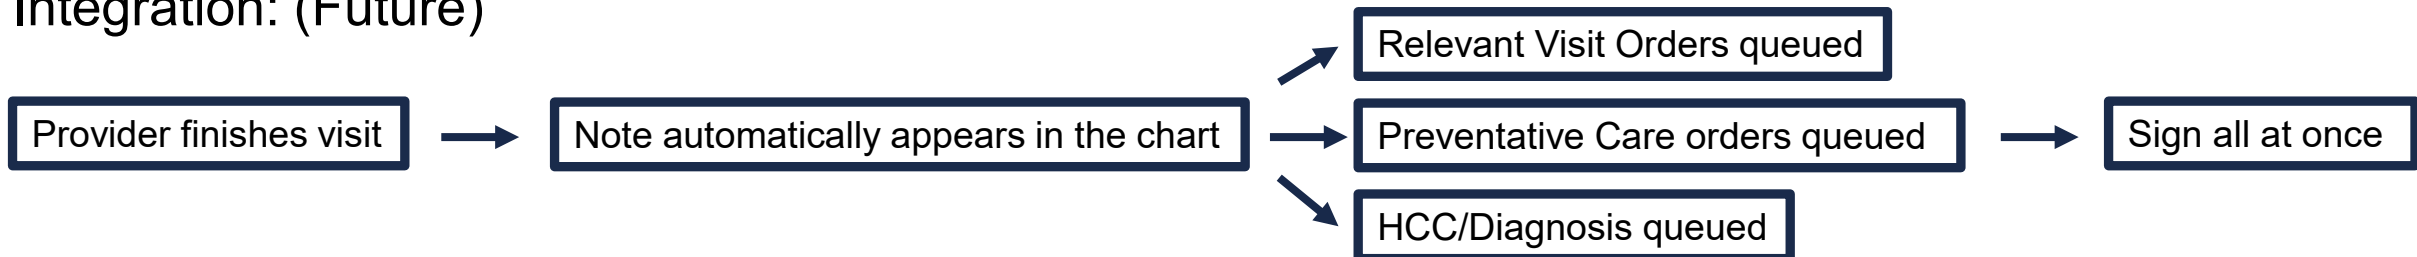 Integration: (Future)
Provider finishes visit
Note automatically appears in the chart
Relevant Visit Orders queued
Preventative Care orders queued
HCC/Diagnosis queued
Sign all at once